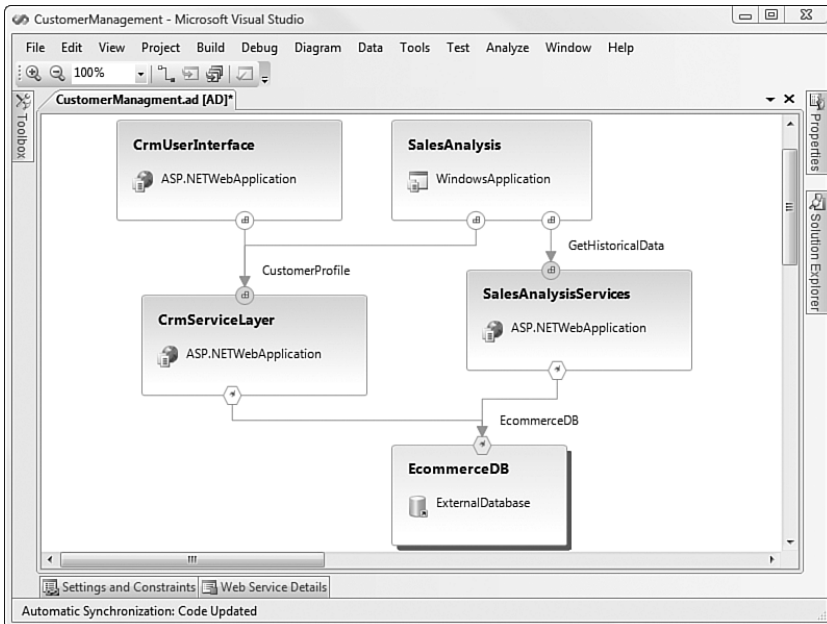 CustomerManagement - Microsoft Visual Studio
File Edit View Project Build Debug Diagram Data Tools Test Analyze Window Help
100%
CustomerManagment.ad [AD]*
Toolbox
Properties
Solution Explorer
CrmUserInterface
ASP.NETWebApplication
SalesAnalysis
WindowsApplication
GetHistoricalData
CustomerProfile
SalesAnalysisServices
ASP.NETWebApplication
CrmServiceLayer
ASP.NETWebApplication
EcommerceDB
EcommerceDB
ExternalDatabase
Settings and Constraints
Web Service Details
Automatic Synchronization: Code Updated